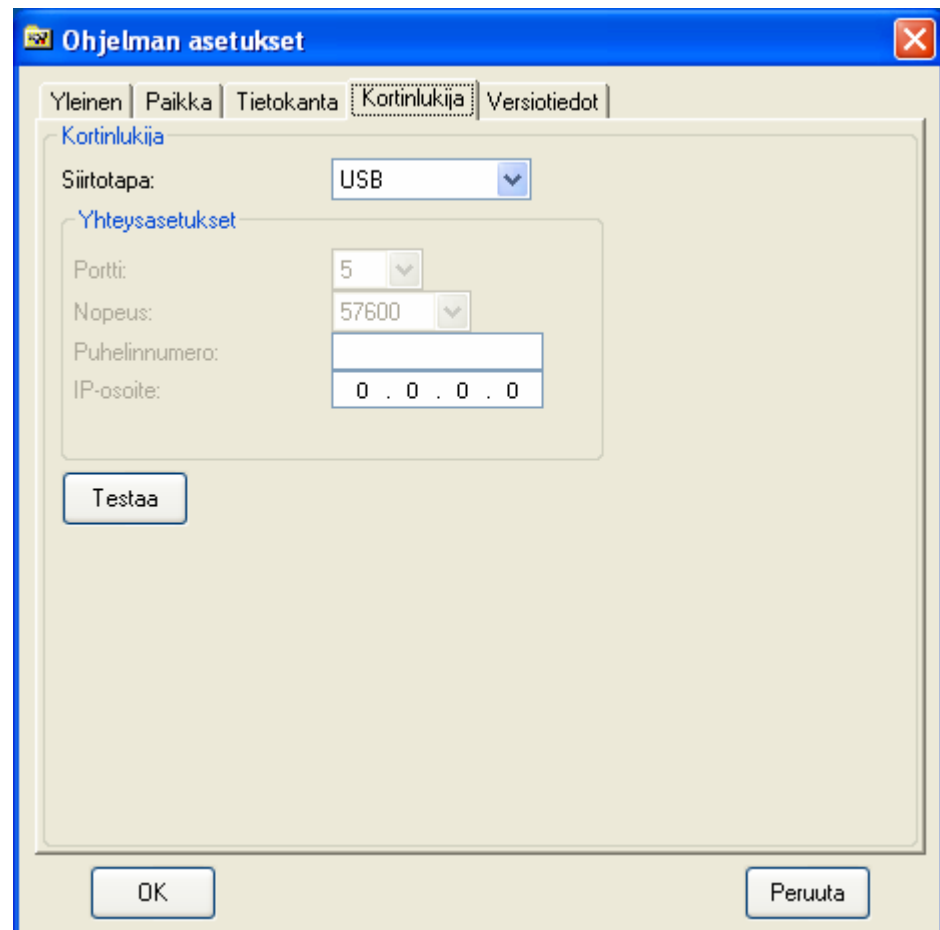 Ohjelman asetukset
Yleinen Paikka Tietokanta Kortinlukija Versiotiedot
Kortinlukija
Siirtotapa: USB
Yhteysasetukset
Portti: 5
Nopeus: 57600
Puhelinnumero:
IP-osoite: 0 . 0 . 0 . 0
Testaa
OK Peruuta